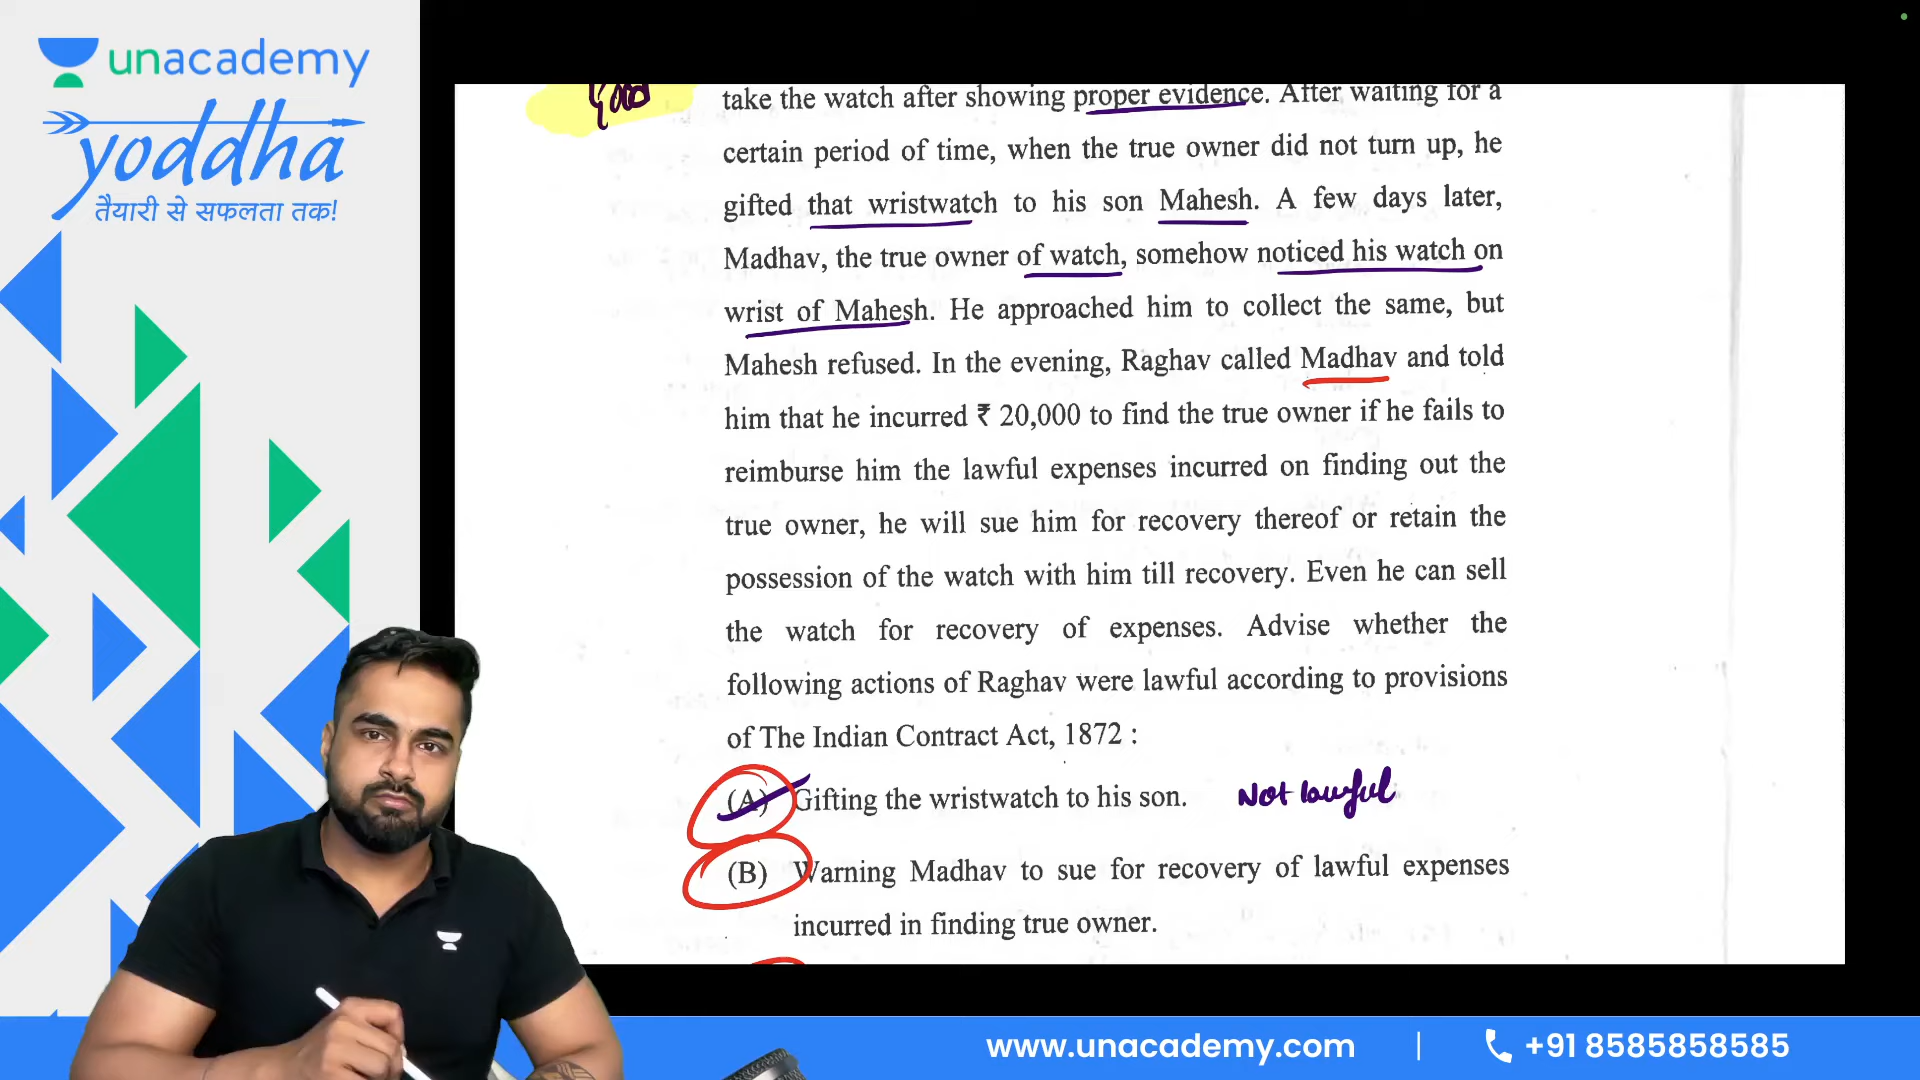 unacademy
yoddha
तैयारी से सफलता तक!
Good
take the watch after showing proper evidence. After waiting for a
certain period of time, when the true owner did not turn up, he
gifted that wristwatch to his son Mahesh. A few days later,
Madhav, the true owner of watch, somehow noticed his watch on
wrist of Mahesh. He approached him to collect the same, but
Mahesh refused. In the evening, Raghav called Madhav and told
him that he incurred ₹ 20,000 to find the true owner if he fails to
reimburse him the lawful expenses incurred on finding out the
true owner, he will sue him for recovery thereof or retain the
possession of the watch with him till recovery. Even he can sell
the watch for recovery of expenses. Advise whether the
following actions of Raghav were lawful according to provisions
of The Indian Contract Act, 1872 :
(A) Gifting the wristwatch to his son. Not lawful
(B) Warning Madhav to sue for recovery of lawful expenses
incurred in finding true owner.
www.unacademy.com | +91 8585858585